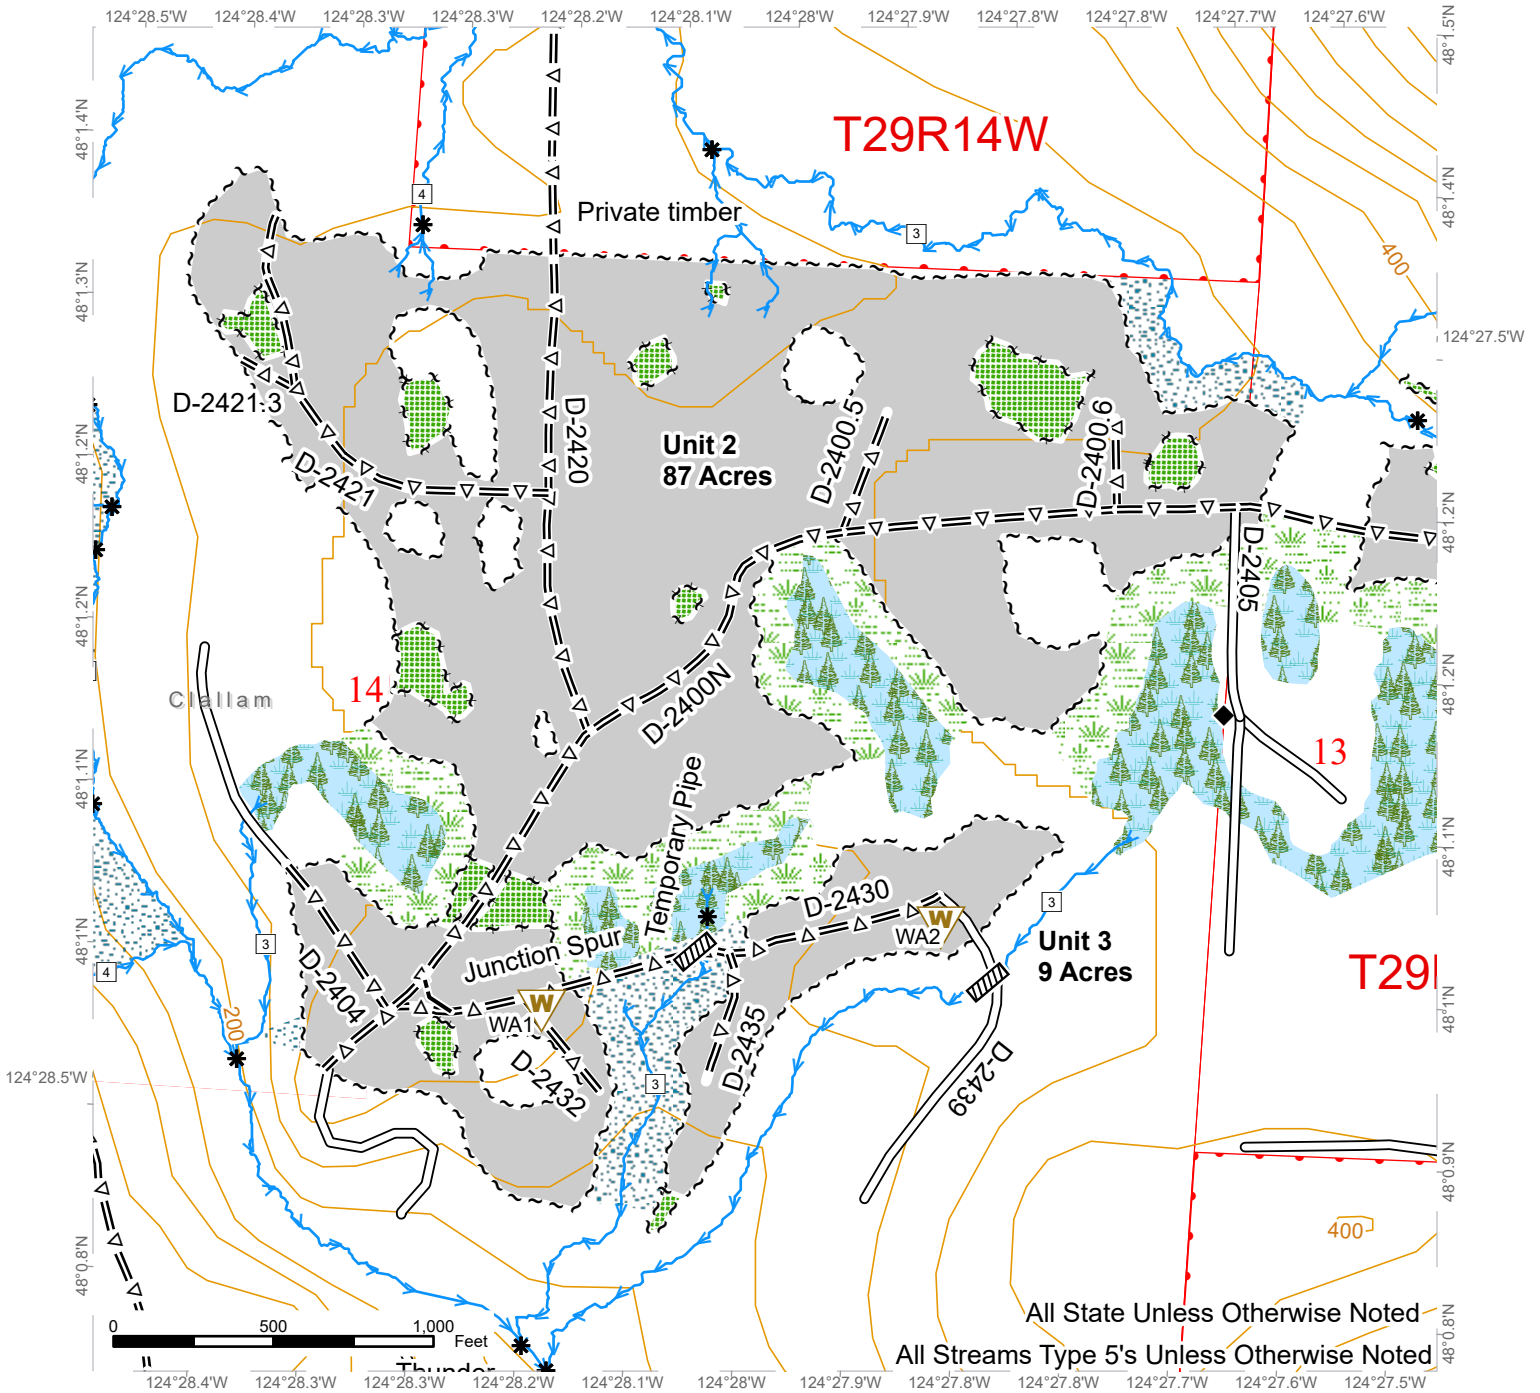 124°28.5'W 124°28.4'W 124°28.3'W 124°28.3'W 124°28.2'W 124°28.1'W 124°28'W 124°27.8'W 124°27.8'W 124°27.7'W 124°27.6'W
48°1.5'N
48°1.4'N
T29R14W
48°1.4'N
4
Private timber
3
400
48°1.3'N
124°27.5'W
D-2421.3
D-2420
D-2400.5
D-2400.6
Unit 2
87 Acres
48°1.2'N
D-2421
48°1.2'N
D-2405
48°1.2'N
14
Clallam
D-2400N
48°1.2'N
13
48°1.1'N
Temporary Pipe
48°1.1'N
D-2430
3
WA2
Unit 3
9 Acres
48°1'N
3
Junction Spur
4
D-2404
T29
200
WA1
48°1'N
D-2435
D-2439
D-2432
3
124°28.5'W
48°0.9'N
400
48°0.8'N
All State Unless Otherwise Noted
48°0.8'N
0 500 1,000
Feet
All Streams Type 5's Unless Otherwise Noted
Thunder
124°28.4'W 124°28.3'W 124°28.3'W 124°28.2'W 124°28.1'W 124°28'W 124°27.9'W 124°27.8'W 124°27.7'W 124°27.7'W 124°27.6'W 124°27.5'W